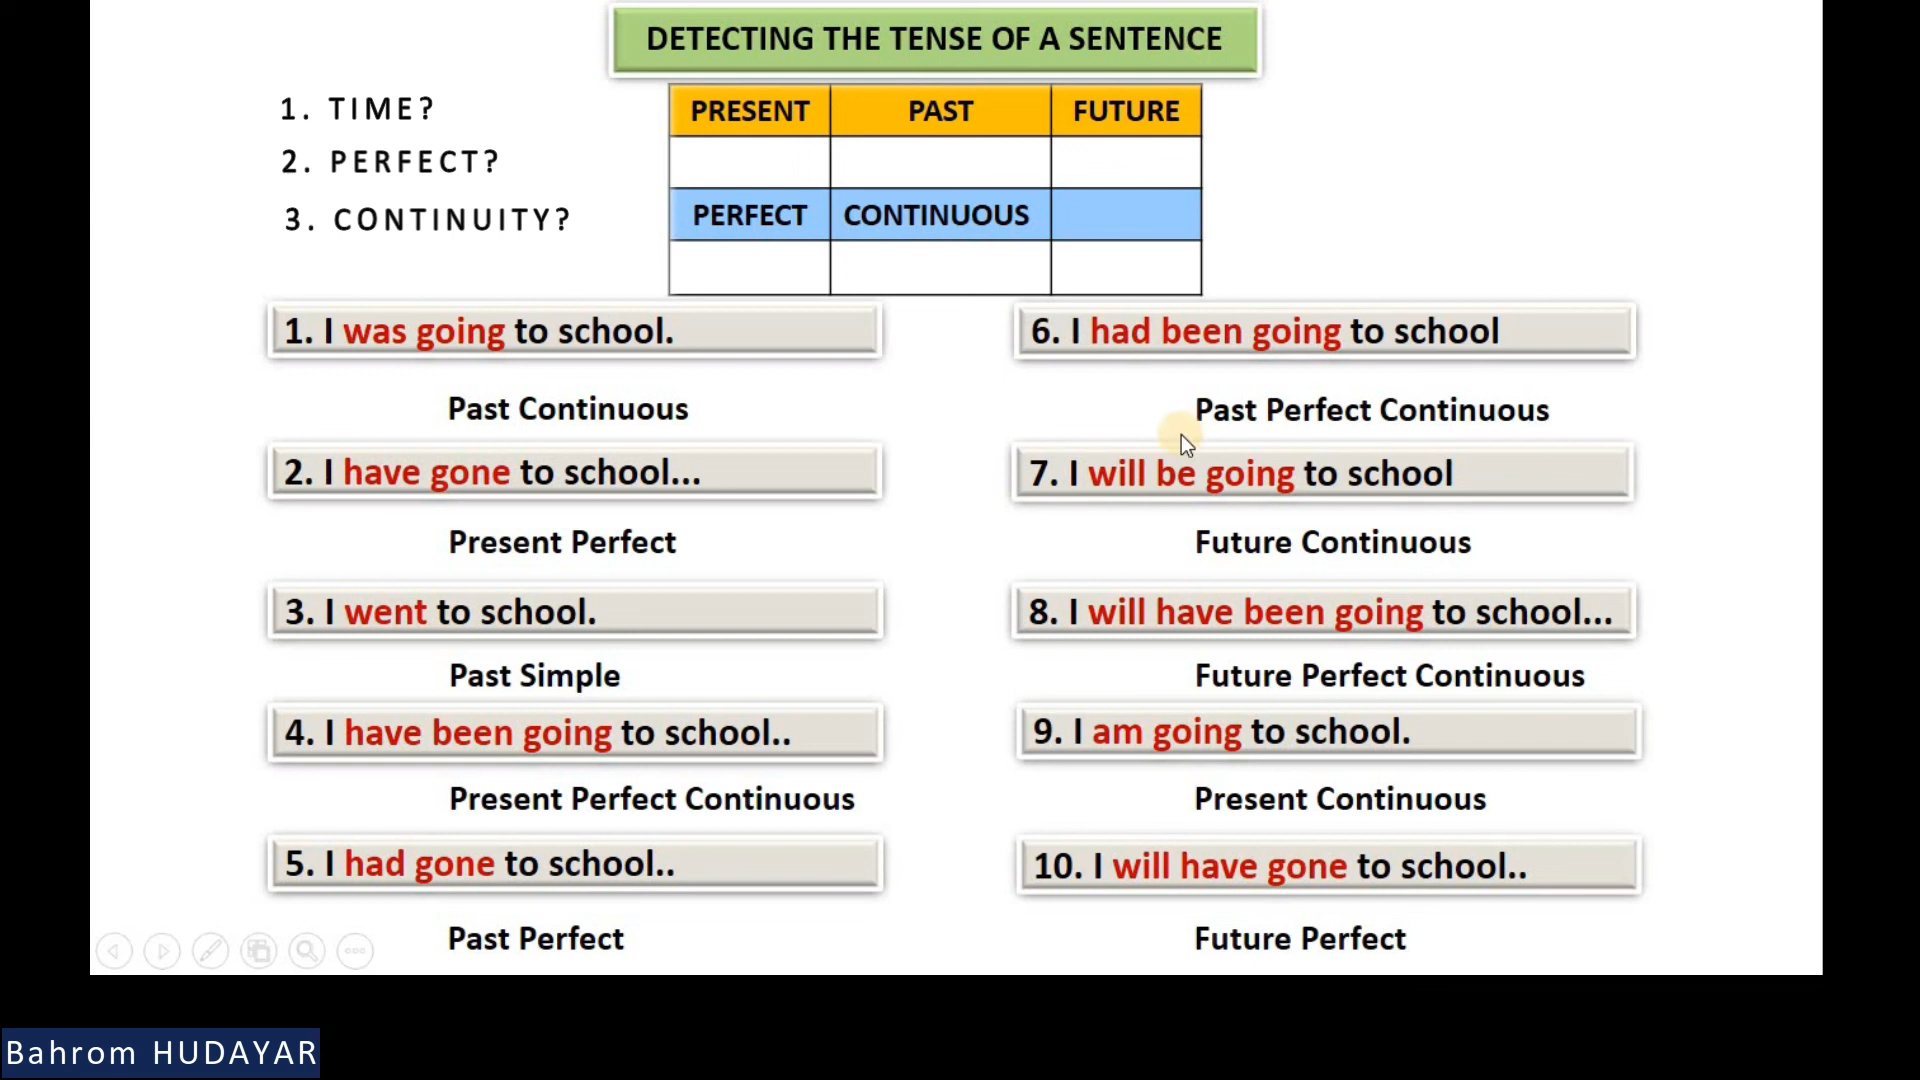 DETECTING THE TENSE OF A SENTENCE
1. TIME?
2. PERFECT?
3. CONTINUITY?
PRESENT PAST FUTURE
PERFECT CONTINUOUS
1. I was going to school.
Past Continuous
2. I have gone to school...
Present Perfect
3. I went to school.
Past Simple
4. I have been going to school..
Present Perfect Continuous
5. I had gone to school..
Past Perfect
6. I had been going to school
Past Perfect Continuous
7. I will be going to school
Future Continuous
8. I will have been going to school...
Future Perfect Continuous
9. I am going to school.
Present Continuous
10. I will have gone to school..
Future Perfect
Bahrom HUDAYAR